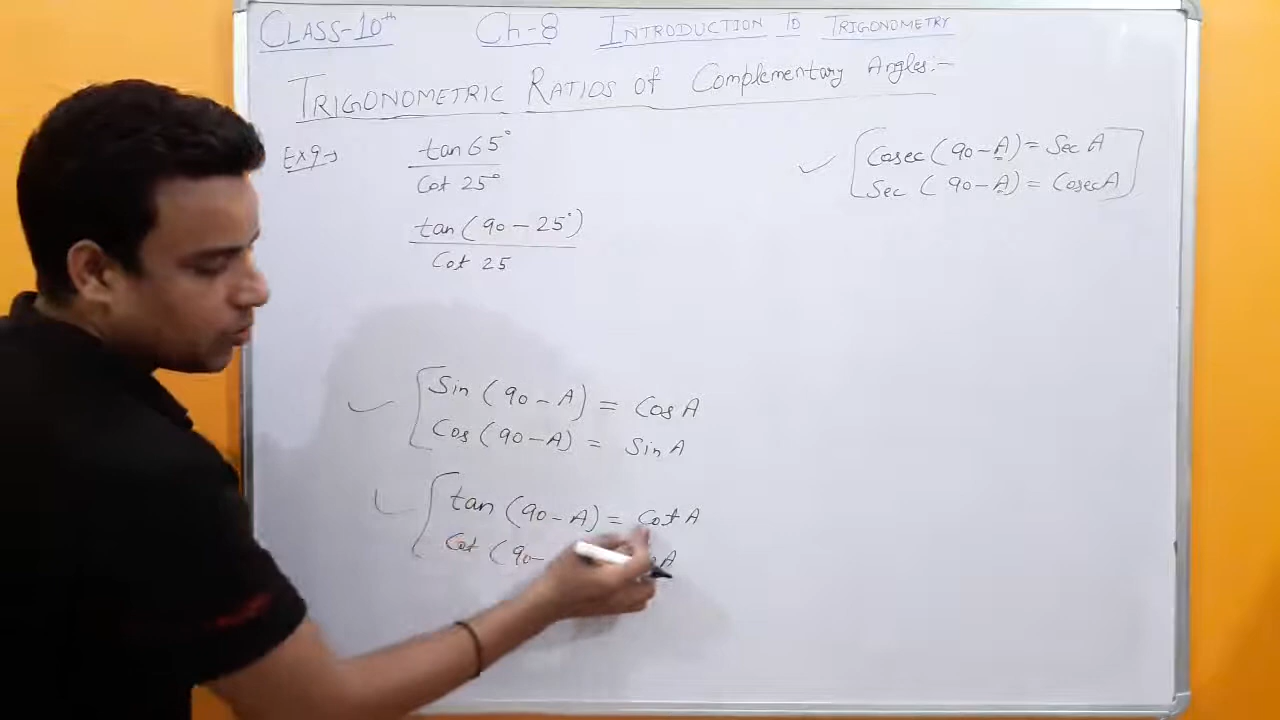 CLASS-10th Ch-8 INTRODUCTION TO TRIGONOMETRY
TRIGONOMETRIC RATIOS of Complementary Angles:-
Ex9→ tan 65°
Cot 25°
tan (90 - 25°)
Cot 25
Cosec (90-A) = Sec A
Sec (90-A) = Cosec A
Sin (90-A) = Cos A
Cos (90-A) = Sin A
tan (90-A) = Cot A
Cot (90- A